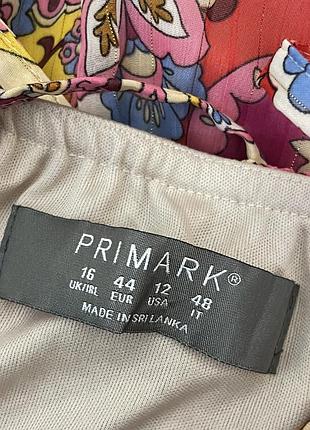 PRIMARK®
16 44 12 48
UK/IRL EUR USA IT
MADE IN SRI LANKA